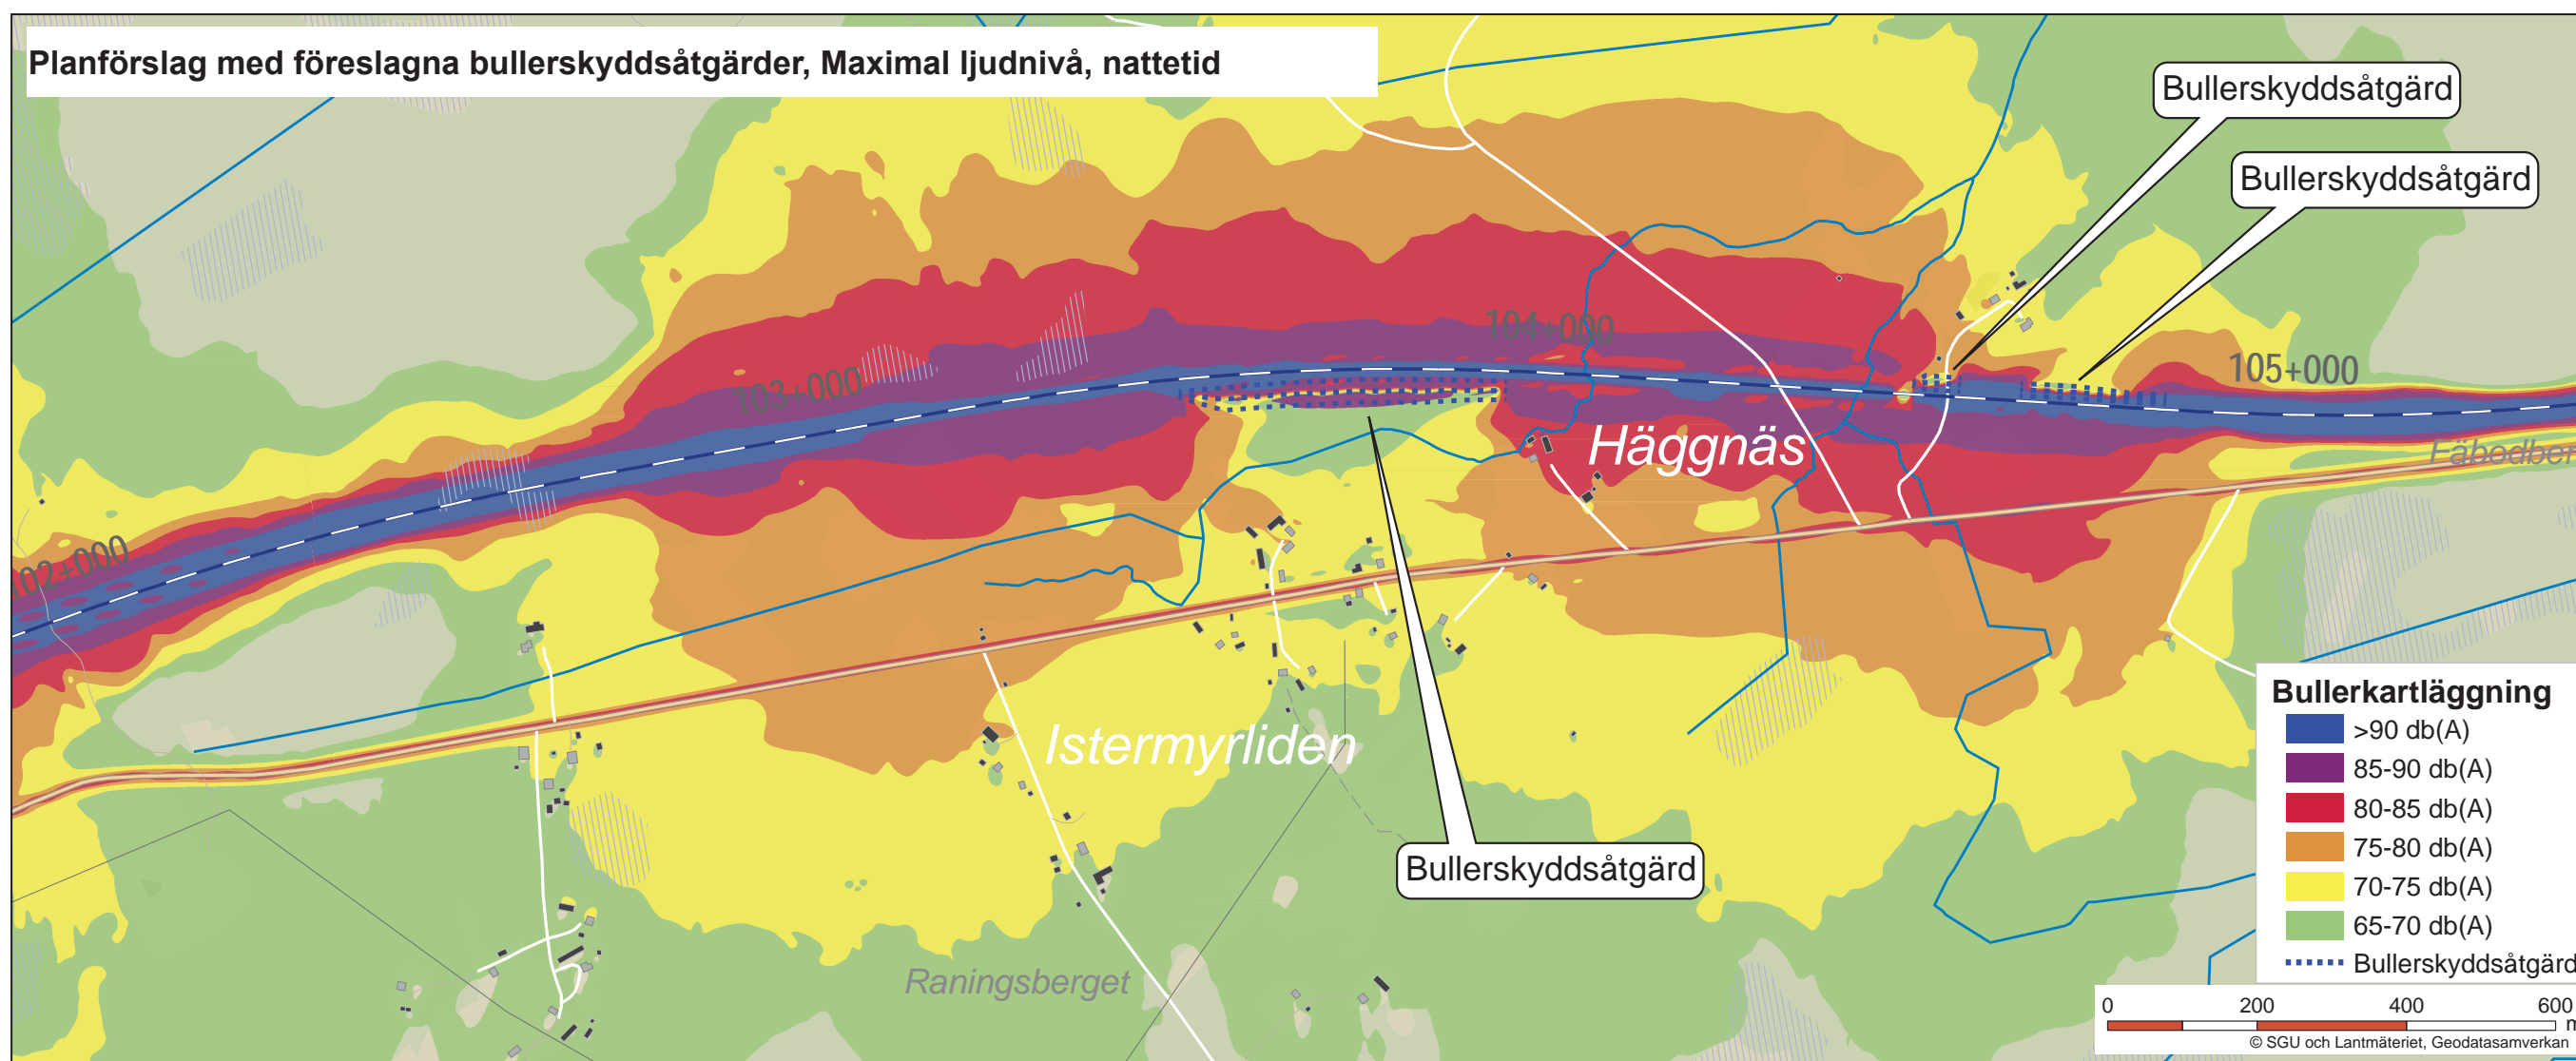 Planförslag med föreslagna bullerskyddsåtgärder, Maximal ljudnivå, nattetid
Bullerskyddsåtgärd
Bullerskyddsåtgärd
104+000
105+000
103+000
Häggnäs
Fäbodber
02+000
Istermyrliden
Bullerskyddsåtgärd
Raningsberget
Bullerkartläggning
>90 db(A)
85-90 db(A)
80-85 db(A)
75-80 db(A)
70-75 db(A)
65-70 db(A)
Bullerskyddsåtgärd
0 200 400 600
m
© SGU och Lantmäteriet, Geodatasamverkan